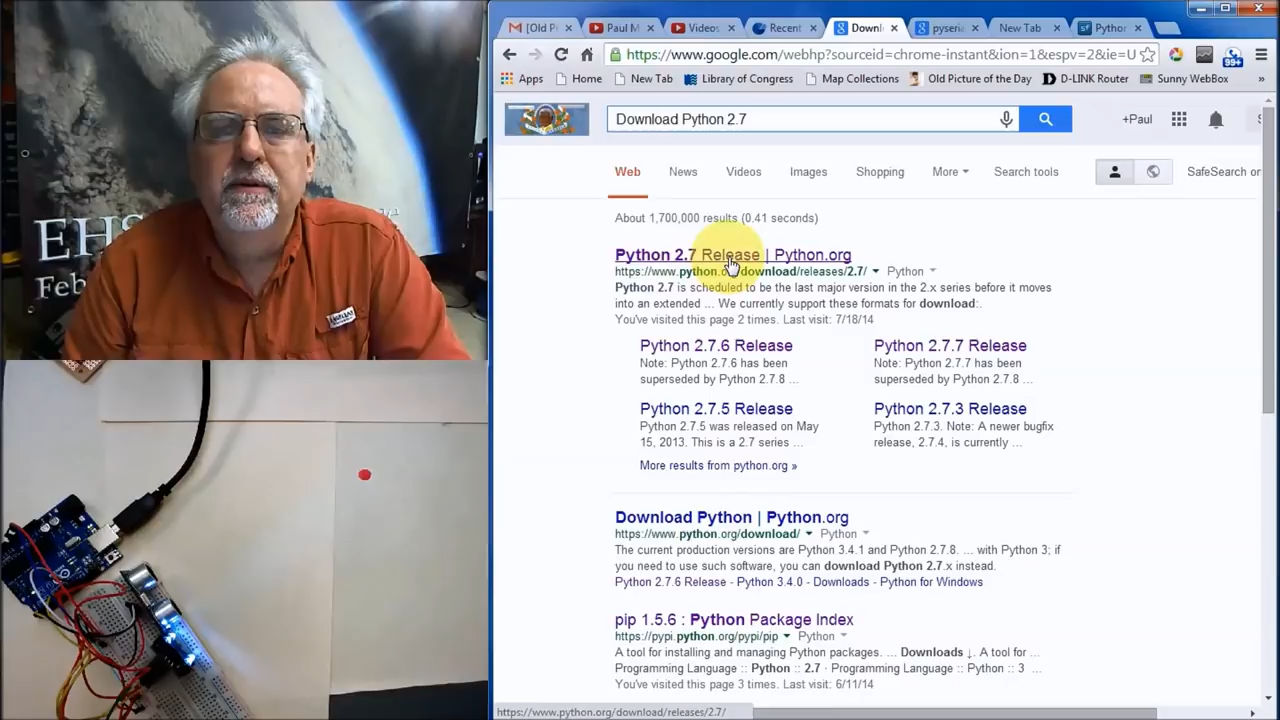 EHS
Feb
[Old P
Paul M
Videos
Recent
Downl
pyseria
New Tab
Python
https://www.google.com/webhp?sourceid=chrome-instant&ion=1&espv=2&ie=U
99+
Apps
Home
New Tab
Library of Congress
Map Collections
Old Picture of the Day
D-LINK Router
Sunny WebBox
»
Download Python 2.7
+Paul
Web
News
Videos
Images
Shopping
More
Search tools
SafeSearch on
About 1,700,000 results (0.41 seconds)
Python 2.7 Release | Python.org
https://www.python.org/download/releases/2.7/ Python
Python 2.7 is scheduled to be the last major version in the 2.x series before it moves
into an extended ... We currently support these formats for download:.
You've visited this page 2 times. Last visit: 7/18/14
Python 2.7.6 Release
Note: Python 2.7.6 has been
superseded by Python 2.7.8 ...
Python 2.7.7 Release
Note: Python 2.7.7 has been
superseded by Python 2.7.8 ...
Python 2.7.5 Release
Python 2.7.5 was released on May
15, 2013. This is a 2.7 series ...
Python 2.7.3 Release
Python 2.7.3. Note: A newer bugfix
release, 2.7.4, is currently ...
More results from python.org »
Download Python | Python.org
https://www.python.org/download/ Python
The current production versions are Python 3.4.1 and Python 2.7.8. ... with Python 3; if
you need to use such software, you can download Python 2.7.x instead.
Python 2.7.6 Release - Python 3.4.0 - Downloads - Python for Windows
pip 1.5.6 : Python Package Index
https://pypi.python.org/pypi/pip Python
A tool for installing and managing Python packages. ... Downloads ↓. A tool for ...
Programming Language :: Python :: 2.7 · Programming Language :: Python :: 3 ...
You've visited this page 3 times. Last visit: 6/11/14
https://www.python.org/download/releases/2.7/